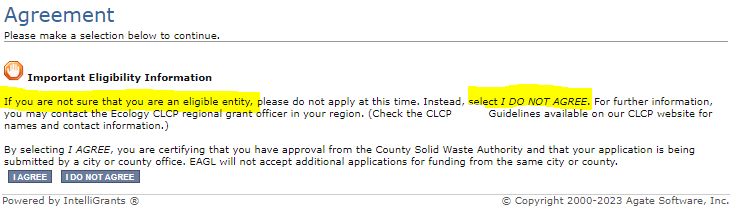 Agreement
Please make a selection below to continue.
Important Eligibility Information
If you are not sure that you are an eligible entity, please do not apply at this time. Instead, select I DO NOT AGREE. For further information,
you may contact the Ecology CLCP regional grant officer in your region. (Check the CLCP Guidelines available on our CLCP website for
names and contact information.)
By selecting I AGREE, you are certifying that you have approval from the County Solid Waste Authority and that your application is being
submitted by a city or county office. EAGL will not accept additional applications for funding from the same city or county.
I AGREE I DO NOT AGREE
Powered by IntelliGrants ® © Copyright 2000-2023 Agate Software, Inc.